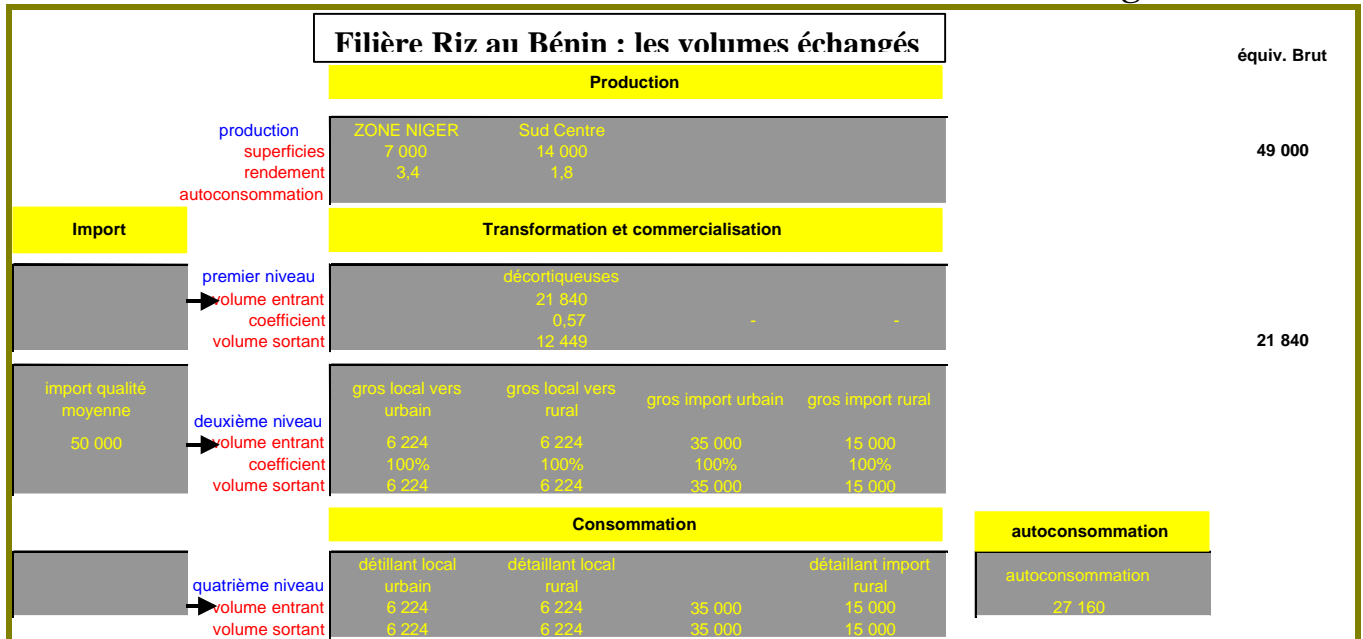 Filière Riz au Bénin : les volumes échangés
équiv. Brut
Production
production ZONE NIGER Sud Centre
superficies 7 000 14 000 49 000
rendement 3,4 1,8
autoconsommation
Import Transformation et commercialisation
premier niveau décortiqueuses
volume entrant 21 840
coefficient 0,57 - -
volume sortant 12 449 21 840
import qualité moyenne gros local vers urbain gros local vers rural gros import urbain gros import rural
deuxième niveau
50 000 volume entrant 6 224 6 224 35 000 15 000
coefficient 100% 100% 100% 100%
volume sortant 6 224 6 224 35 000 15 000
Consommation autoconsommation
quatrième niveau détillant local urbain détaillant local rural détaillant import rural autoconsommation
volume entrant 6 224 6 224 35 000 15 000 27 160
volume sortant 6 224 6 224 35 000 15 000